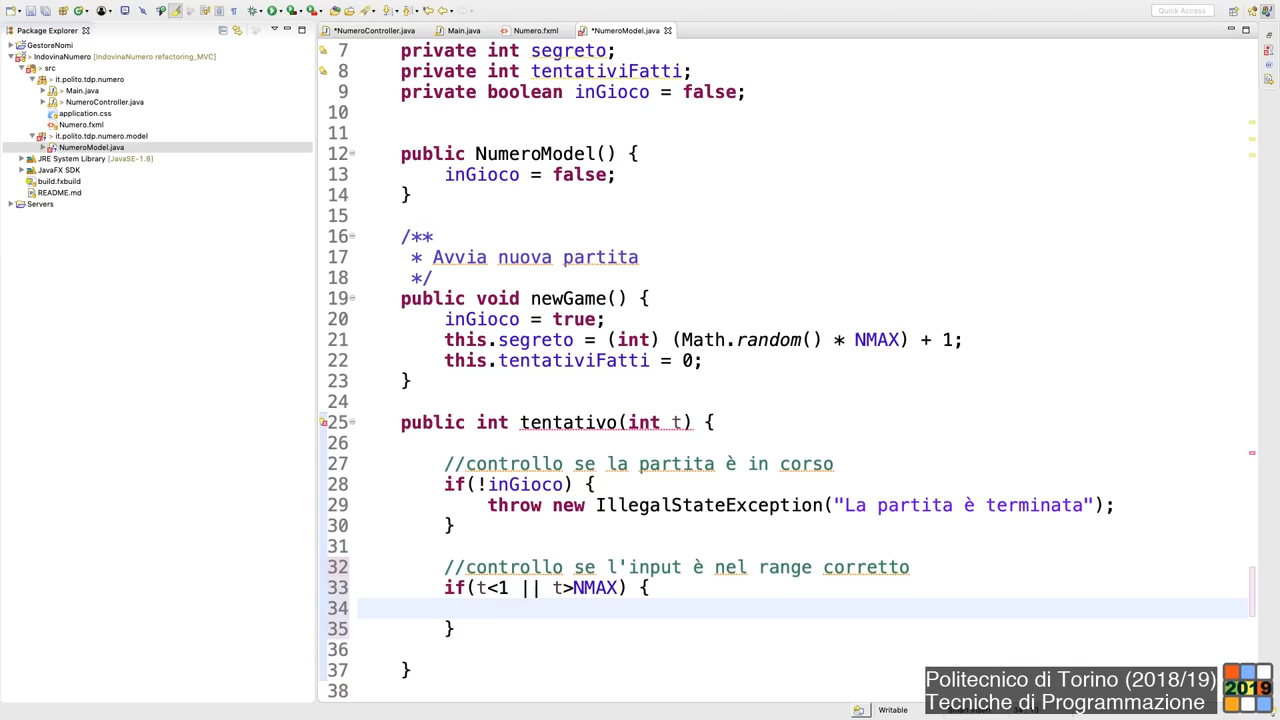 Quick Access
Package Explorer
*NumeroController.java
Main.java
Numero.fxml
*NumeroModel.java
GestoreNomi
IndovinaNumero [IndovinaNumero refactoring_MVC]
> src
> it.polito.tdp.numero
> Main.java
> NumeroController.java
application.css
Numero.fxml
> it.polito.tdp.numero.model
NumeroModel.java
JRE System Library [JavaSE-1.8]
JavaFX SDK
build.fxbuild
README.md
Servers
7 private int segreto;
8 private int tentativiFatti;
9 private boolean inGioco = false;
10
11
12 public NumeroModel() {
13 inGioco = false;
14 }
15
16 /**
17 * Avvia nuova partita
18 */
19 public void newGame() {
20 inGioco = true;
21 this.segreto = (int) (Math.random() * NMAX) + 1;
22 this.tentativiFatti = 0;
23 }
24
25 public int tentativo(int t) {
26
27 //controllo se la partita è in corso
28 if(!inGioco) {
29 throw new IllegalStateException("La partita è terminata");
30 }
31
32 //controllo se l'input è nel range corretto
33 if(t<1 || t>NMAX) {
34
35 }
36
37 }
38
Politecnico di Torino (2018/19)
Tecniche di Programmazione
2019
Writable